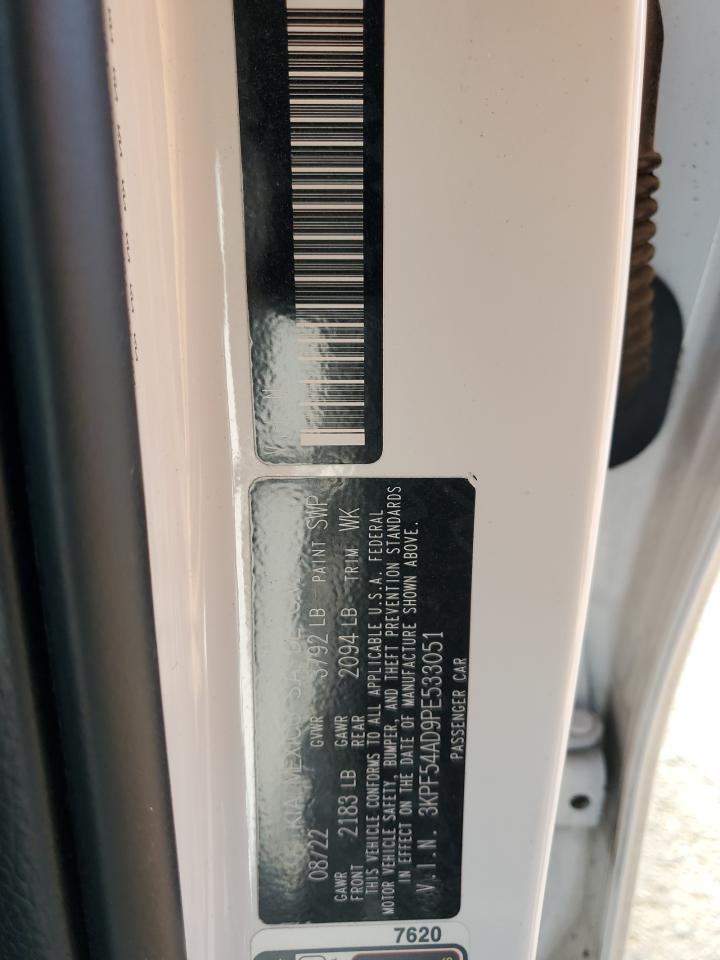 KIA MEXICO
08/22 GVWR 3792 LB PAINT SWP
GAWR FRONT 2183 LB GAWR REAR 2094 LB TRIM WK
THIS VEHICLE CONFORMS TO ALL APPLICABLE U.S.A. FEDERAL
MOTOR VEHICLE SAFETY, BUMPER, AND THEFT PREVENTION STANDARDS
IN EFFECT ON THE DATE OF MANUFACTURE SHOWN ABOVE.
V.I.N. 3KPF54AD9PE533051
PASSENGER CAR
7620